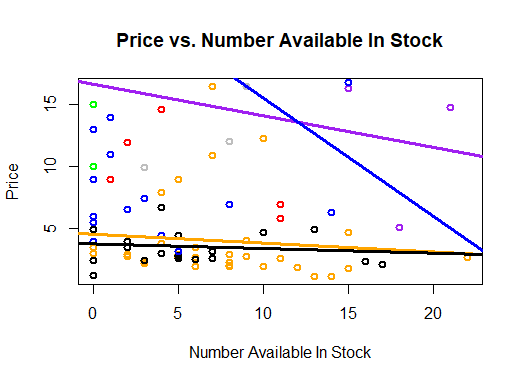 Price vs. Number Available In Stock
15
10
5
Price
0 5 10 15 20
Number Available In Stock